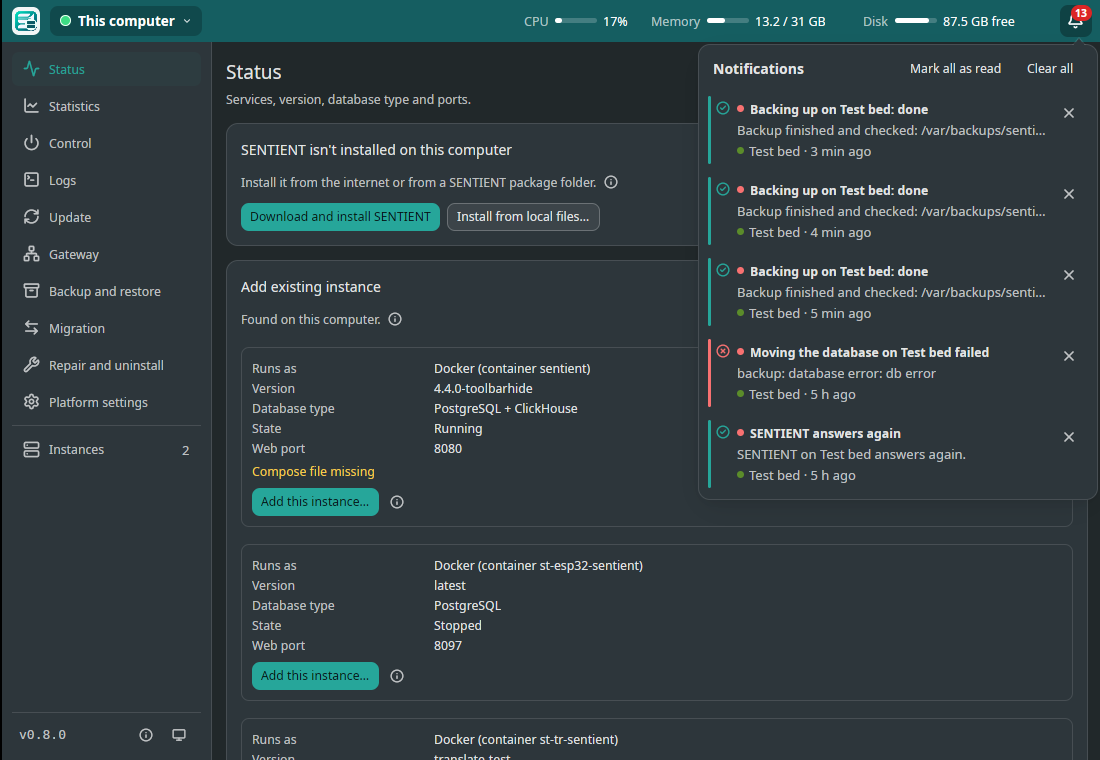 This computer
CPU 17% Memory 13.2 / 31 GB Disk 87.5 GB free
13
Status
Statistics
Control
Logs
Update
Gateway
Backup and restore
Migration
Repair and uninstall
Platform settings
Instances 2
v0.8.0
Status
Services, version, database type and ports.
SENTIENT isn't installed on this computer
Install it from the internet or from a SENTIENT package folder.
Download and install SENTIENT
Install from local files...
Add existing instance
Found on this computer.
Runs as Docker (container sentient)
Version 4.4.0-toolbarhide
Database type PostgreSQL + ClickHouse
State Running
Web port 8080
Compose file missing
Add this instance...
Runs as Docker (container st-esp32-sentient)
Version latest
Database type PostgreSQL
State Stopped
Web port 8097
Add this instance...
Runs as Docker (container st-tr-sentient)
Version translate-test
Notifications Mark all as read Clear all
Backing up on Test bed: done
Backup finished and checked: /var/backups/senti...
Test bed · 3 min ago
Backing up on Test bed: done
Backup finished and checked: /var/backups/senti...
Test bed · 4 min ago
Backing up on Test bed: done
Backup finished and checked: /var/backups/senti...
Test bed · 5 min ago
Moving the database on Test bed failed
backup: database error: db error
Test bed · 5 h ago
SENTIENT answers again
SENTIENT on Test bed answers again.
Test bed · 5 h ago